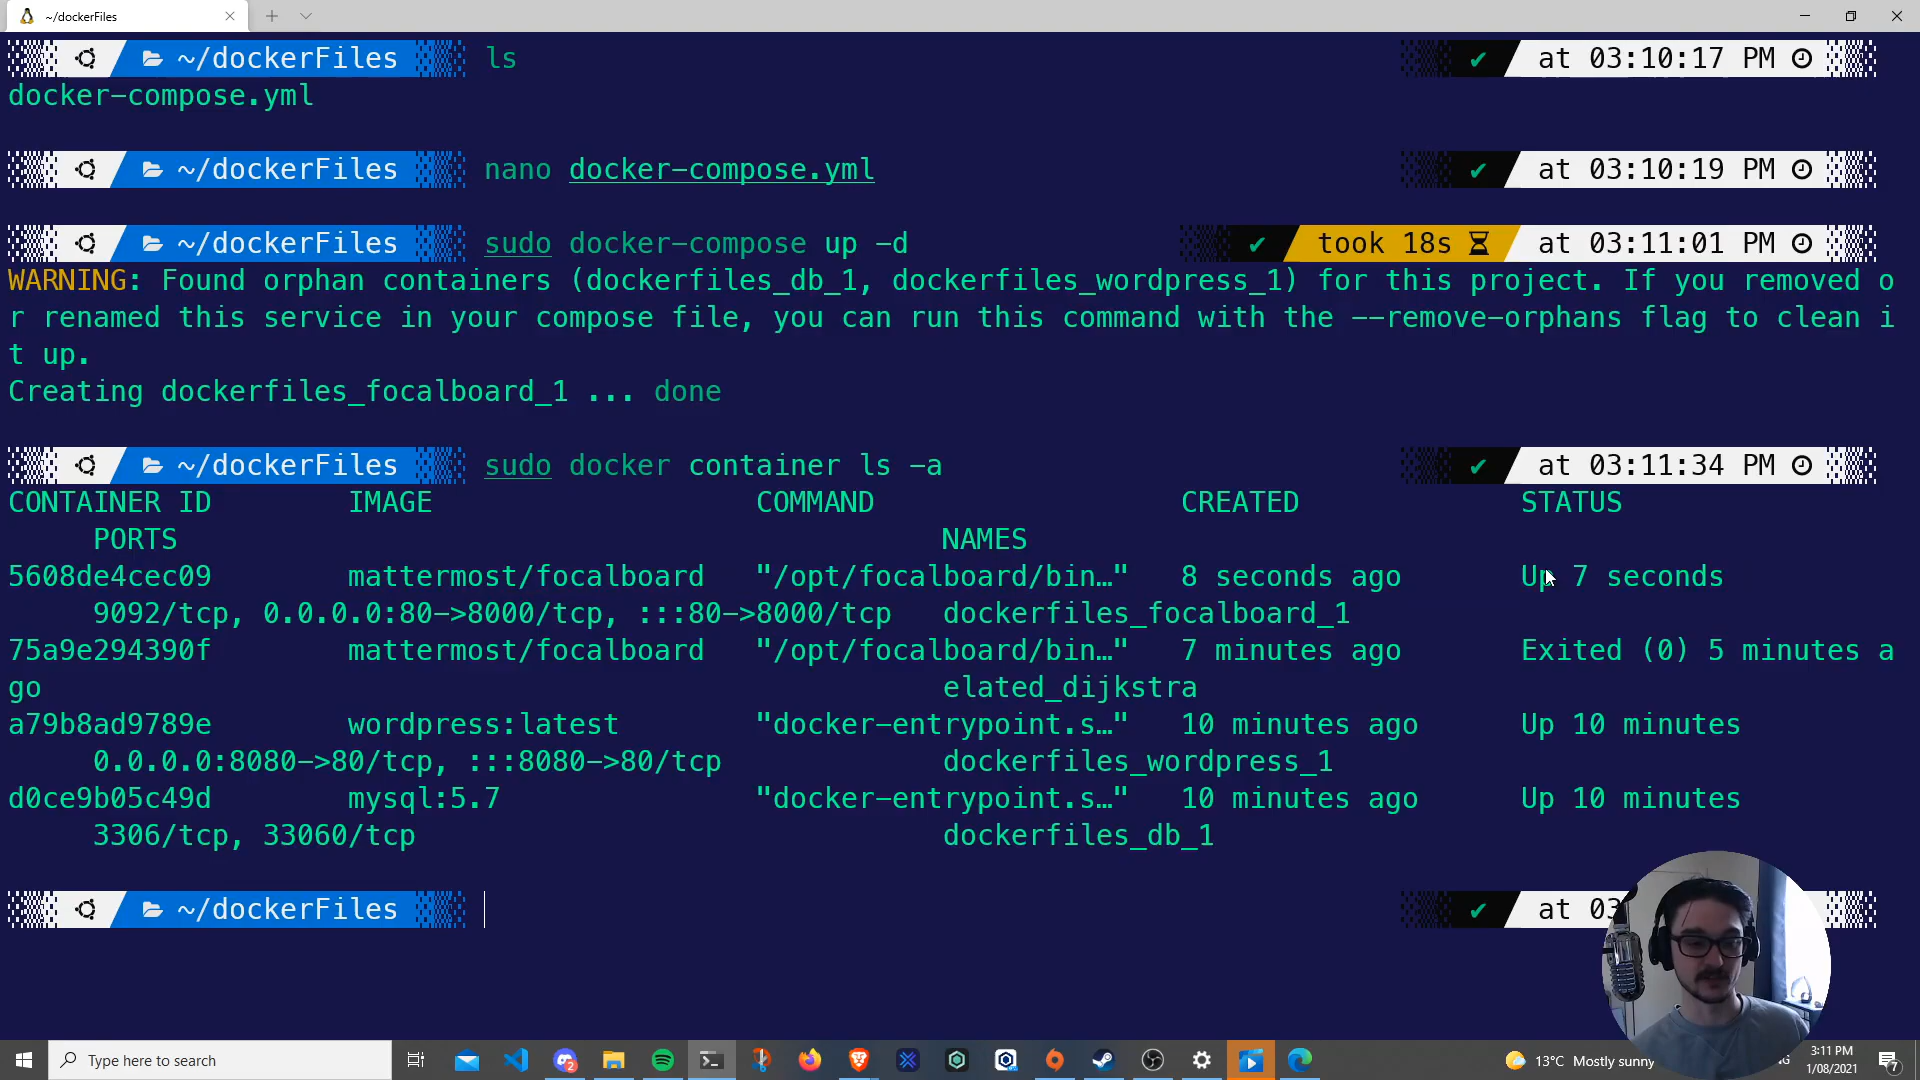 ~/dockerFiles
~/dockerFiles ls ✔ at 03:10:17 PM
docker-compose.yml
~/dockerFiles nano docker-compose.yml ✔ at 03:10:19 PM
~/dockerFiles sudo docker-compose up -d ✔ took 18s at 03:11:01 PM
WARNING: Found orphan containers (dockerfiles_db_1, dockerfiles_wordpress_1) for this project. If you removed o
r renamed this service in your compose file, you can run this command with the --remove-orphans flag to clean i
t up.
Creating dockerfiles_focalboard_1 ... done
~/dockerFiles sudo docker container ls -a ✔ at 03:11:34 PM
CONTAINER ID IMAGE COMMAND CREATED STATUS
PORTS NAMES
5608de4cec09 mattermost/focalboard "/opt/focalboard/bin…" 8 seconds ago Up 7 seconds
9092/tcp, 0.0.0.0:80->8000/tcp, :::80->8000/tcp dockerfiles_focalboard_1
75a9e294390f mattermost/focalboard "/opt/focalboard/bin…" 7 minutes ago Exited (0) 5 minutes a
go elated_dijkstra
a79b8ad9789e wordpress:latest "docker-entrypoint.s…" 10 minutes ago Up 10 minutes
0.0.0.0:8080->80/tcp, :::8080->80/tcp dockerfiles_wordpress_1
d0ce9b05c49d mysql:5.7 "docker-entrypoint.s…" 10 minutes ago Up 10 minutes
3306/tcp, 33060/tcp dockerfiles_db_1
~/dockerFiles ✔ at 03
Type here to search 2 13°C Mostly sunny 3:11 PM
1/08/2021 7